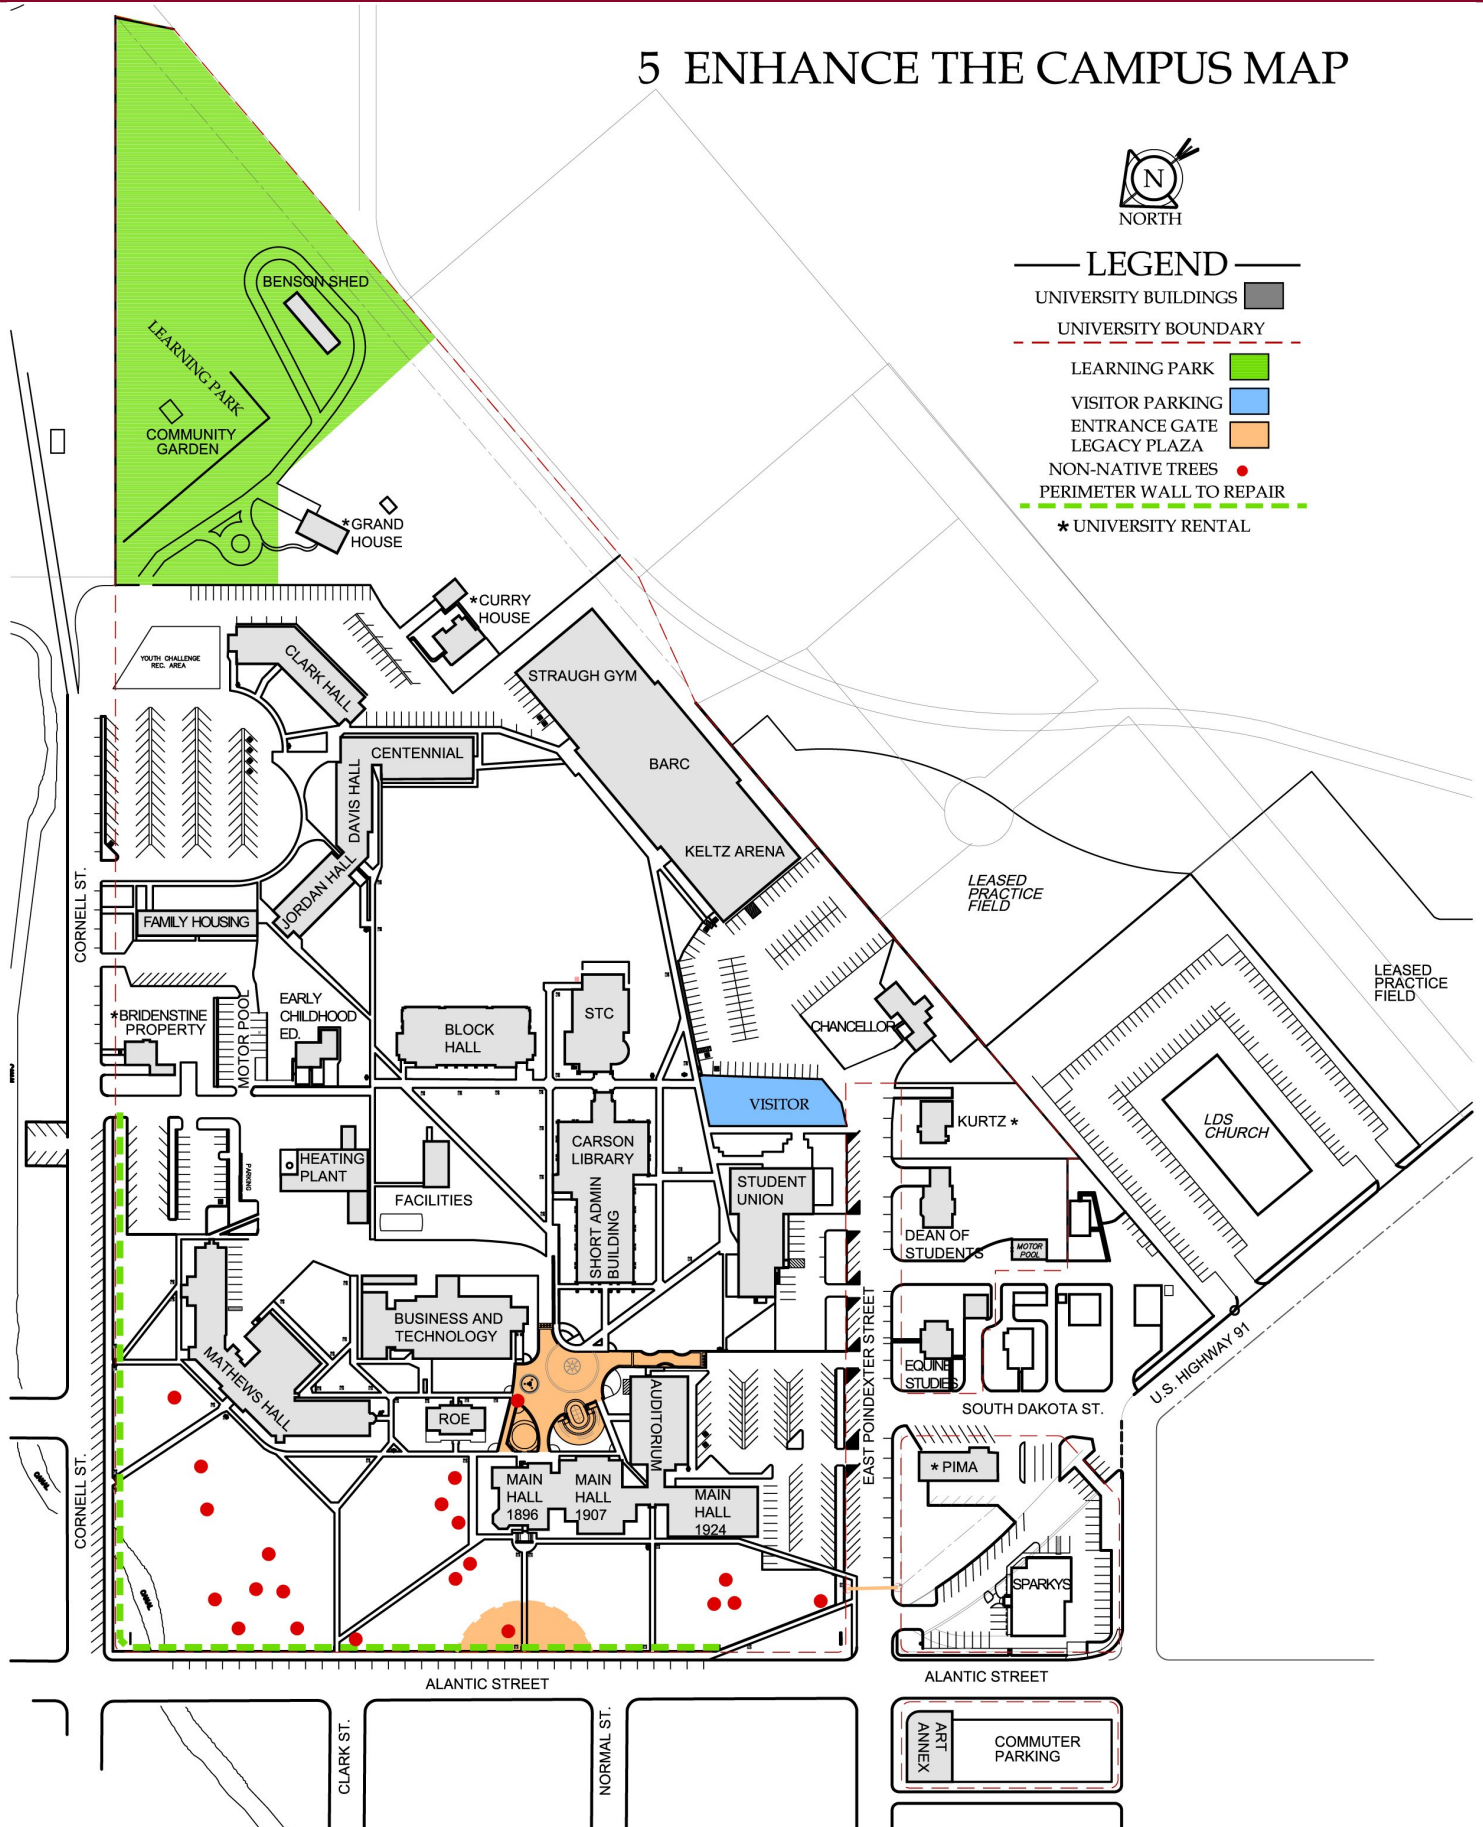 5 ENHANCE THE CAMPUS MAP
N
NORTH
LEGEND
UNIVERSITY BUILDINGS
UNIVERSITY BOUNDARY
LEARNING PARK
VISITOR PARKING
ENTRANCE GATE
LEGACY PLAZA
NON-NATIVE TREES
PERIMETER WALL TO REPAIR
* UNIVERSITY RENTAL
BENSON SHED
LEARNING PARK
COMMUNITY
GARDEN
*GRAND
HOUSE
*CURRY
HOUSE
YOUTH CHALLENGE
REC. AREA
CLARK HALL
STRAUGH GYM
CENTENNIAL
BARC
DAVIS HALL
KELTZ ARENA
JORDAN HALL
CORNELL ST.
FAMILY HOUSING
LEASED
PRACTICE
FIELD
LEASED
PRACTICE
FIELD
*BRIDENSTINE
PROPERTY
MOTOR POOL
EARLY
CHILDHOOD
ED.
BLOCK
HALL
STC
CHANCELLOR
VISITOR
KURTZ *
LDS
CHURCH
CARSON
LIBRARY
HEATING
PLANT
PARKING
FACILITIES
SHORT ADMIN
BUILDING
STUDENT
UNION
DEAN OF
STUDENTS
MOTOR
POOL
BUSINESS AND
TECHNOLOGY
EAST POINDEXTER STREET
EQUINE
STUDIES
U.S. HIGHWAY 91
MATHEWS HALL
ROE
AUDITORIUM
SOUTH DAKOTA ST.
CORNELL ST.
CANAL
* PIMA
MAIN
HALL
1896
MAIN
HALL
1907
MAIN
HALL
1924
CANAL
SPARKYS
ALANTIC STREET
ALANTIC STREET
CLARK ST.
NORMAL ST.
ART
ANNEX
COMMUTER
PARKING